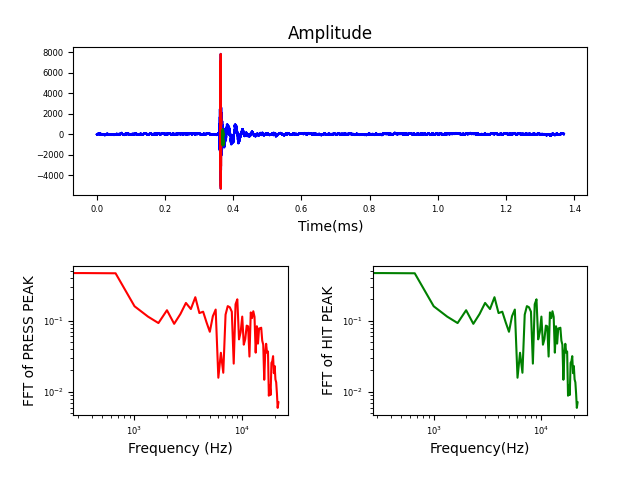 Amplitude
8000
6000
4000
2000
0
−2000
−4000
0.0 0.2 0.4 0.6 0.8 1.0 1.2 1.4
Time(ms)
FFT of PRESS PEAK
10⁻¹
10⁻²
10³ 10⁴
Frequency (Hz)
FFT of HIT PEAK
10⁻¹
10⁻²
10³ 10⁴
Frequency(Hz)